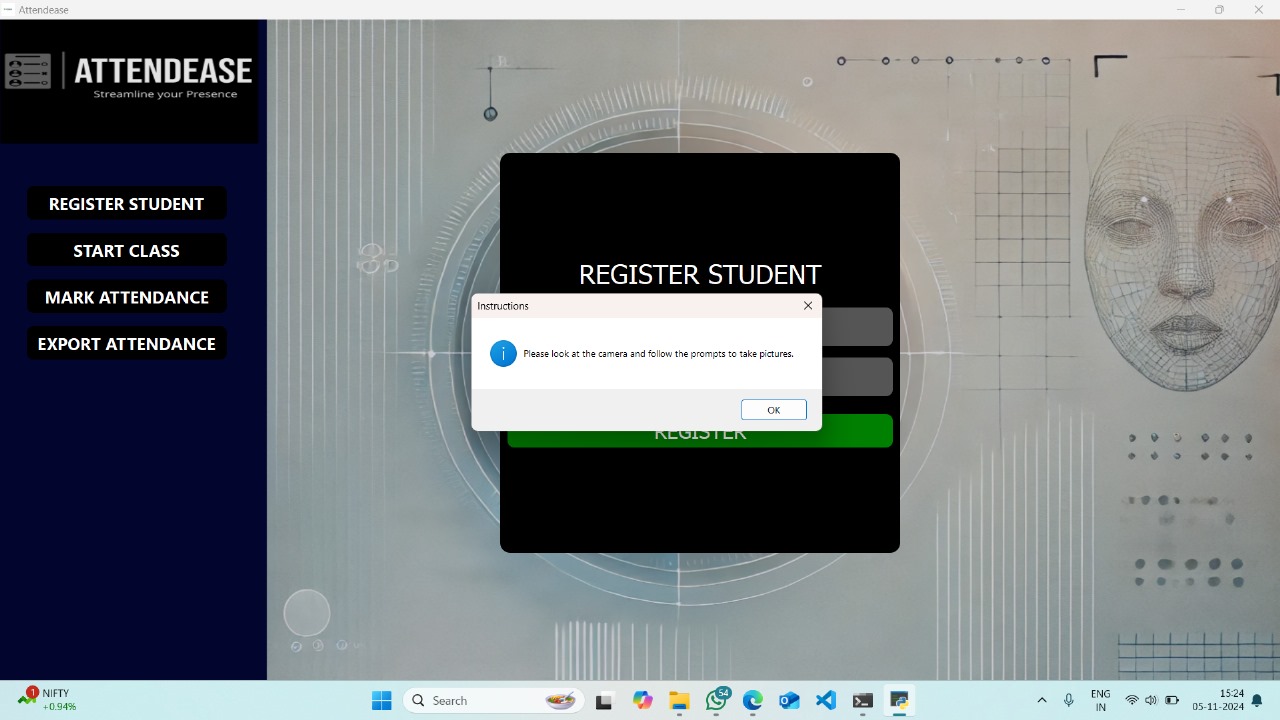 Attendease
ATTENDEASE
Streamline your Presence
REGISTER STUDENT
START CLASS
MARK ATTENDANCE
EXPORT ATTENDANCE
REGISTER STUDENT
Instructions
Please look at the camera and follow the prompts to take pictures.
OK
REGISTER
1
NIFTY
+0.94%
Search
54
ENG
IN
15:24
05-11-2024